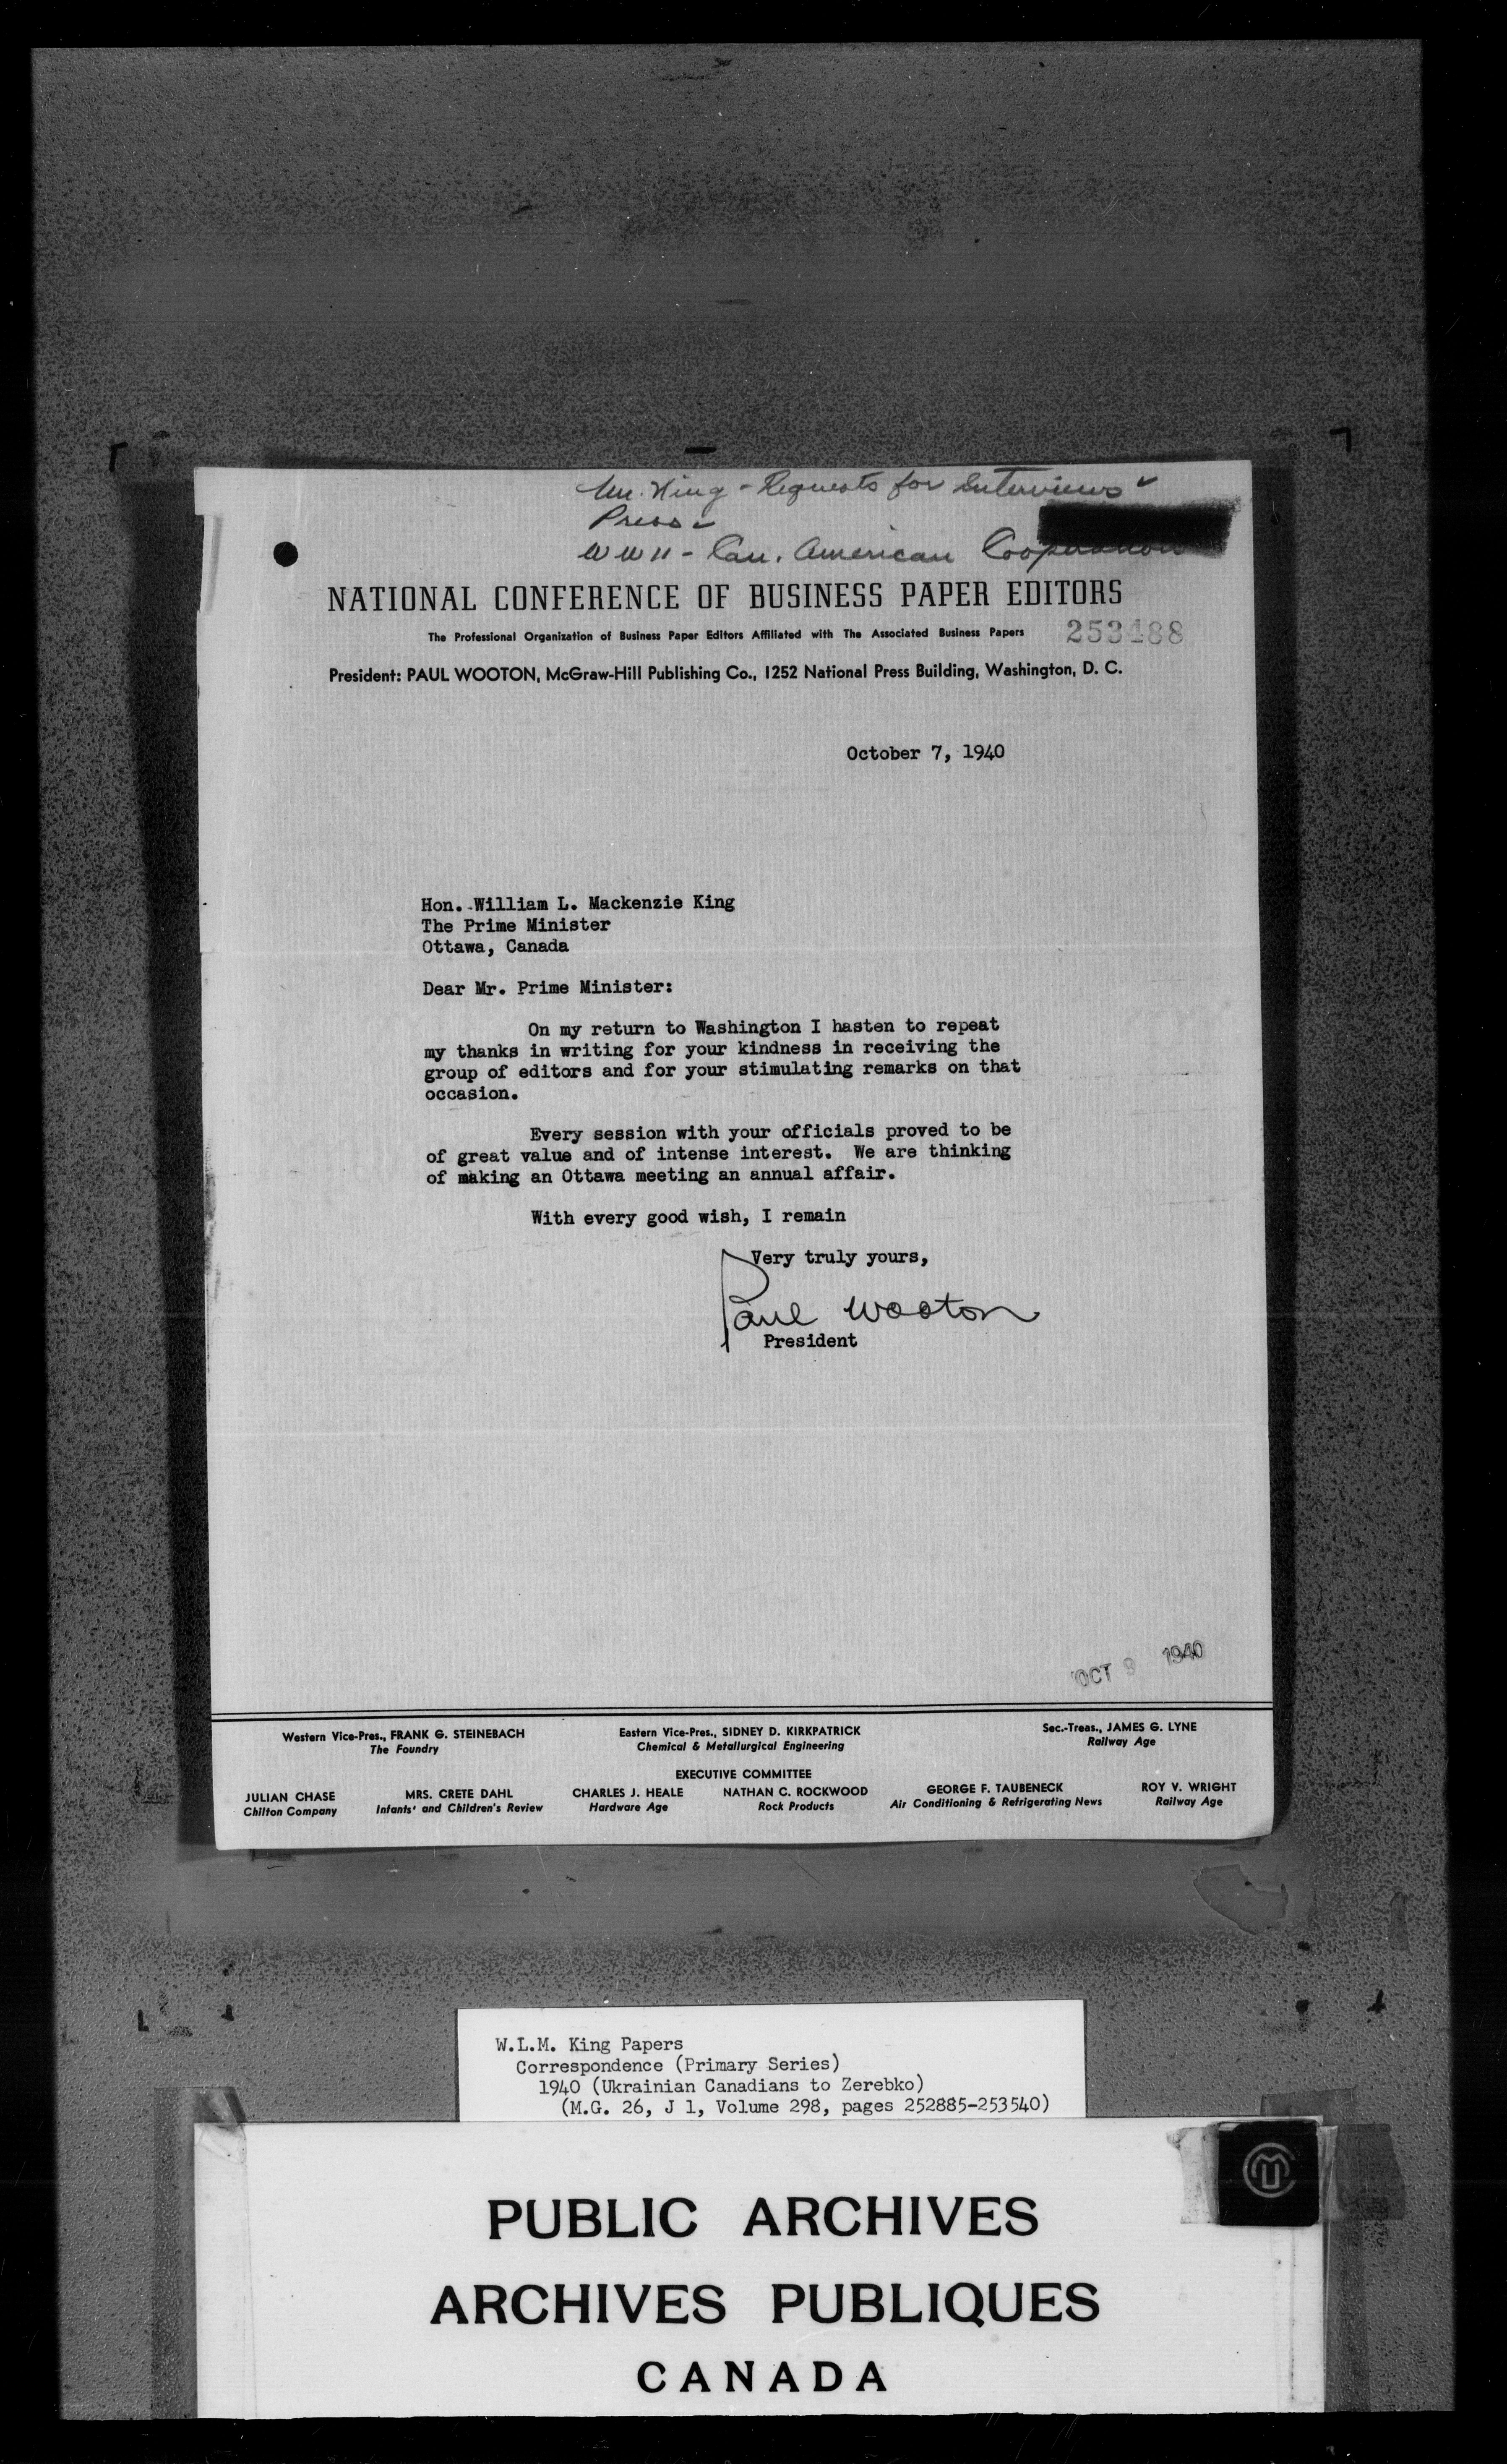 Mr. King - Requests for Interviews
Press
WWII - Can. American Cooperation
NATIONAL CONFERENCE OF BUSINESS PAPER EDITORS
The Professional Organization of Business Paper Editors Affiliated with The Associated Business Papers
253488
President: PAUL WOOTON, McGraw-Hill Publishing Co., 1252 National Press Building, Washington, D. C.
October 7, 1940
Hon. William L. Mackenzie King
The Prime Minister
Ottawa, Canada
Dear Mr. Prime Minister:
On my return to Washington I hasten to repeat
my thanks in writing for your kindness in receiving the
group of editors and for your stimulating remarks on that
occasion.
Every session with your officials proved to be
of great value and of intense interest. We are thinking
of making an Ottawa meeting an annual affair.
With every good wish, I remain
Very truly yours,
Paul Wooton
President
OCT 9 1940
Western Vice-Pres., FRANK G. STEINEBACH
The Foundry
Eastern Vice-Pres., SIDNEY D. KIRKPATRICK
Chemical & Metallurgical Engineering
Sec.-Treas., JAMES G. LYNE
Railway Age
EXECUTIVE COMMITTEE
JULIAN CHASE
Chilton Company
MRS. CRETE DAHL
Infants' and Children's Review
CHARLES J. HEALE
Hardware Age
NATHAN C. ROCKWOOD
Rock Products
GEORGE F. TAUBENECK
Air Conditioning & Refrigerating News
ROY V. WRIGHT
Railway Age
W.L.M. King Papers
Correspondence (Primary Series)
1940 (Ukrainian Canadians to Zerebko)
(M.G. 26, J 1, Volume 298, pages 252885-253540)
PUBLIC ARCHIVES
ARCHIVES PUBLIQUES
CANADA